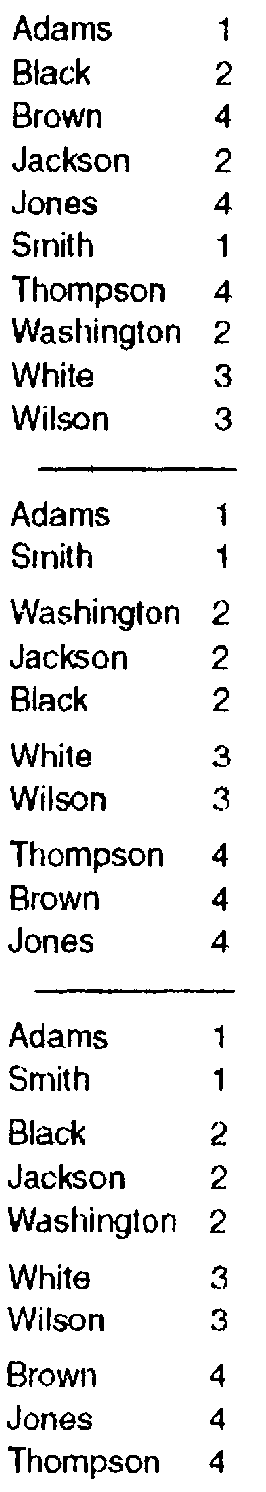 Adams 1
Black 2
Brown 4
Jackson 2
Jones 4
Smith 1
Thompson 4
Washington 2
White 3
Wilson 3
Adams 1
Smith 1
Washington 2
Jackson 2
Black 2
White 3
Wilson 3
Thompson 4
Brown 4
Jones 4
Adams 1
Smith 1
Black 2
Jackson 2
Washington 2
White 3
Wilson 3
Brown 4
Jones 4
Thompson 4